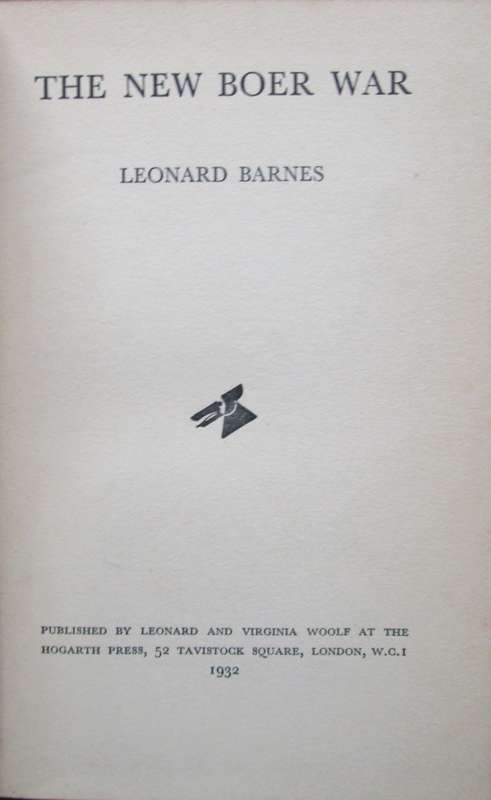 THE NEW BOER WAR
LEONARD BARNES
PUBLISHED BY LEONARD AND VIRGINIA WOOLF AT THE
HOGARTH PRESS, 52 TAVISTOCK SQUARE, LONDON, W.C.1
1932